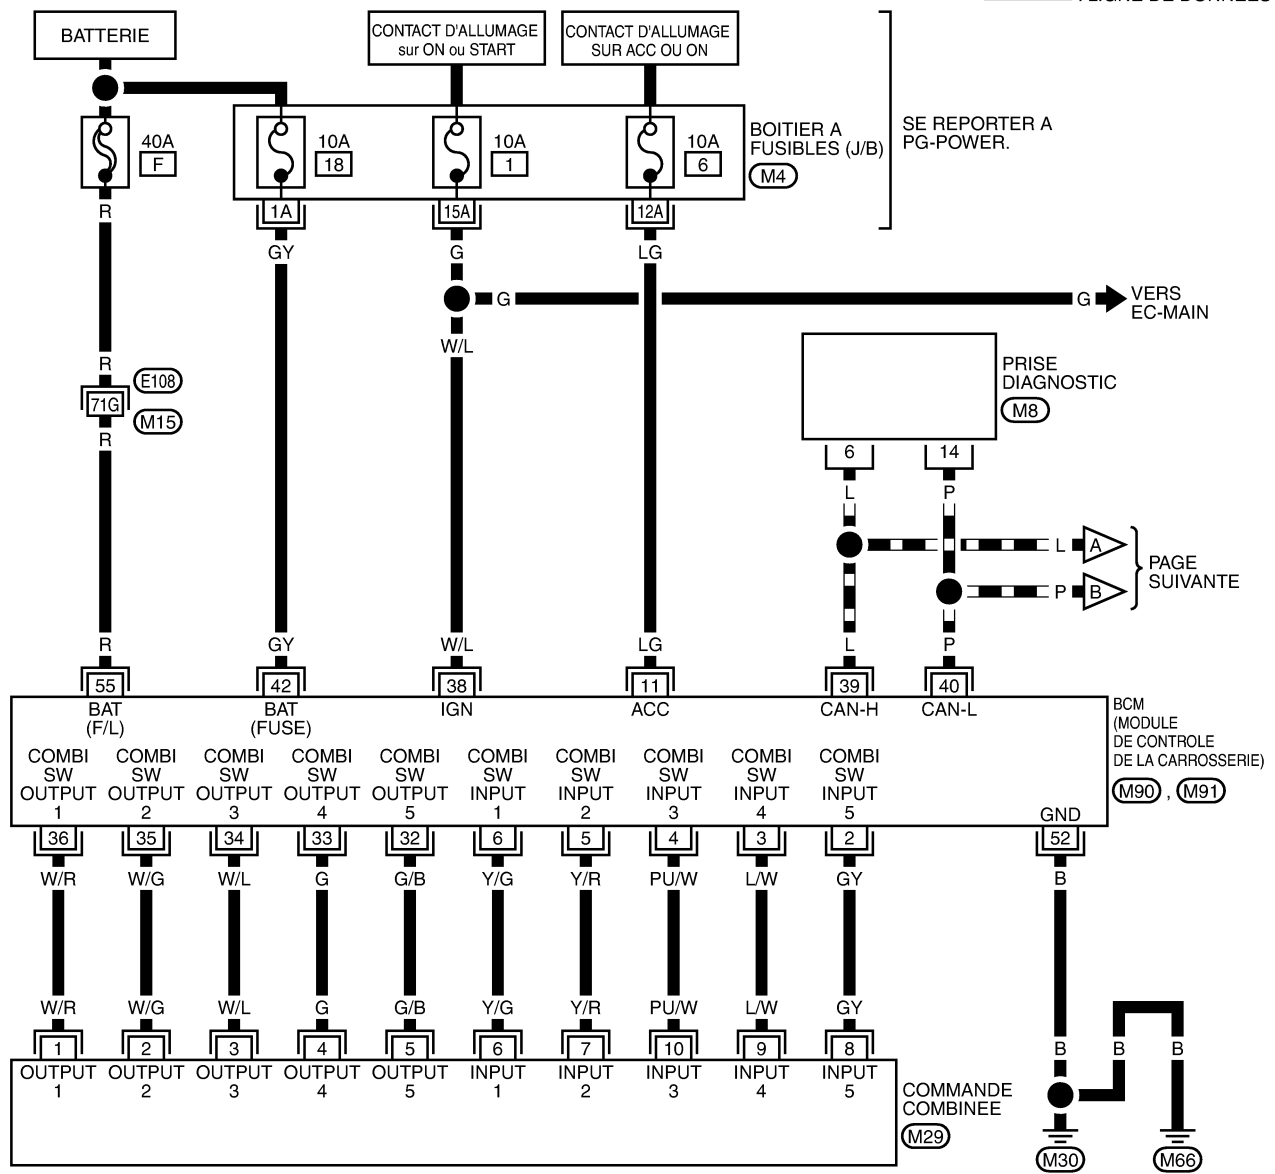 LIGNE DE DONNEES
BATTERIE
CONTACT D'ALLUMAGE
sur ON ou START
CONTACT D'ALLUMAGE
SUR ACC OU ON
40A
F
10A
18
10A
1
10A
6
BOITIER A
FUSIBLES (J/B)
M4
SE REPORTER A
PG-POWER.
1A
15A
12A
R
GY
G
LG
G
G
VERS
EC-MAIN
W/L
R
E108
71G
M15
R
PRISE
DIAGNOSTIC
M8
6
14
L
P
L
A
P
B
PAGE
SUIVANTE
R
GY
W/L
LG
L
P
55
42
38
11
39
40
BAT
(F/L)
BAT
(FUSE)
IGN
ACC
CAN-H
CAN-L
BCM
(MODULE
DE CONTROLE
DE LA CARROSSERIE)
M90 , M91
COMBI
SW
OUTPUT
1
COMBI
SW
OUTPUT
2
COMBI
SW
OUTPUT
3
COMBI
SW
OUTPUT
4
COMBI
SW
OUTPUT
5
COMBI
SW
INPUT
1
COMBI
SW
INPUT
2
COMBI
SW
INPUT
3
COMBI
SW
INPUT
4
COMBI
SW
INPUT
5
GND
36
35
34
33
32
6
5
4
3
2
52
W/R
W/G
W/L
G
G/B
Y/G
Y/R
PU/W
L/W
GY
B
W/R
W/G
W/L
G
G/B
Y/G
Y/R
PU/W
L/W
GY
B
B
B
1
2
3
4
5
6
7
10
9
8
OUTPUT
1
OUTPUT
2
OUTPUT
3
OUTPUT
4
OUTPUT
5
INPUT
1
INPUT
2
INPUT
3
INPUT
4
INPUT
5
COMMANDE
COMBINEE
M29
M30
M66